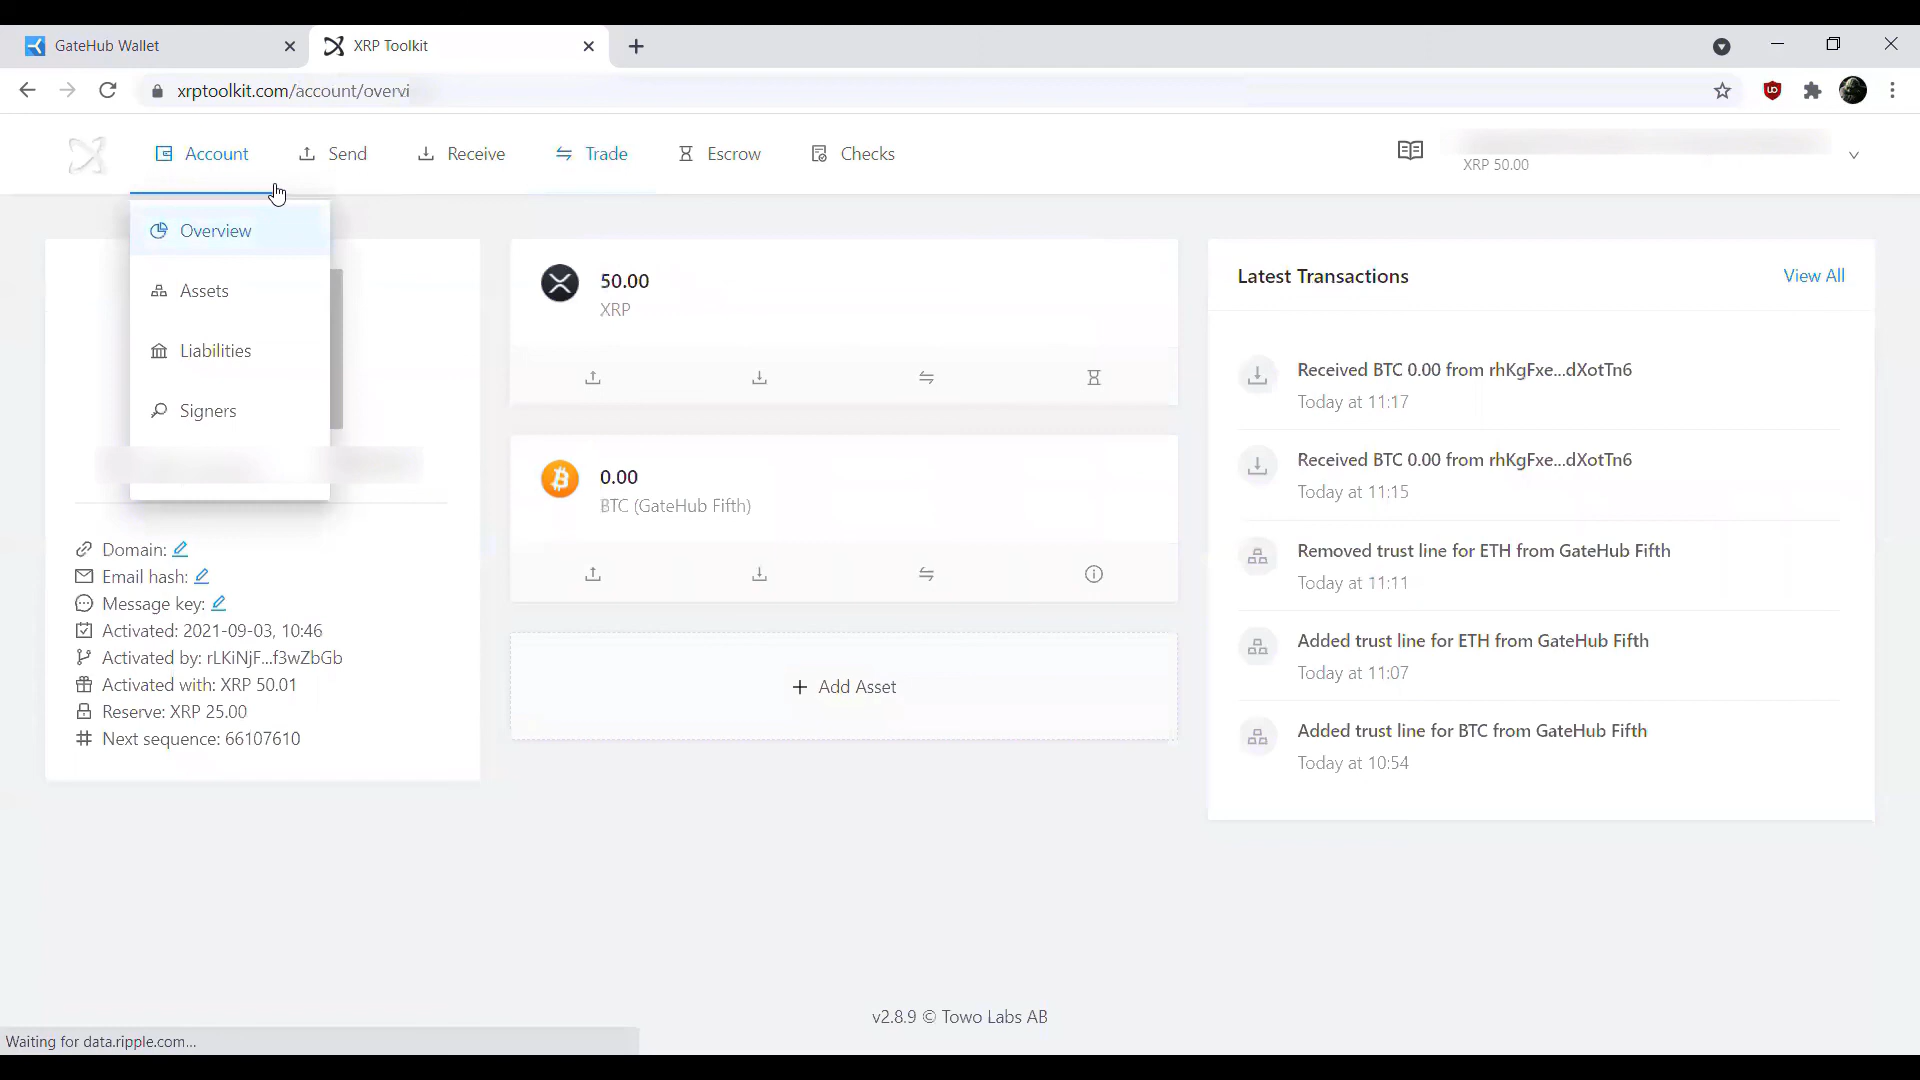 GateHub Wallet
XRP Toolkit
xrptoolkit.com/account/overvi
Account
Send
Receive
Trade
Escrow
Checks
XRP 50.00
Overview
Assets
Liabilities
Signers
Domain:
Email hash:
Message key:
Activated: 2021-09-03, 10:46
Activated by: rLKiNjF...f3wZbGb
Activated with: XRP 50.01
Reserve: XRP 25.00
Next sequence: 66107610
50.00
XRP
0.00
BTC (GateHub Fifth)
+ Add Asset
Latest Transactions
View All
Received BTC 0.00 from rhKgFxe...dXotTn6
Today at 11:17
Received BTC 0.00 from rhKgFxe...dXotTn6
Today at 11:15
Removed trust line for ETH from GateHub Fifth
Today at 11:11
Added trust line for ETH from GateHub Fifth
Today at 11:07
Added trust line for BTC from GateHub Fifth
Today at 10:54
v2.8.9 © Towo Labs AB
Waiting for data.ripple.com...